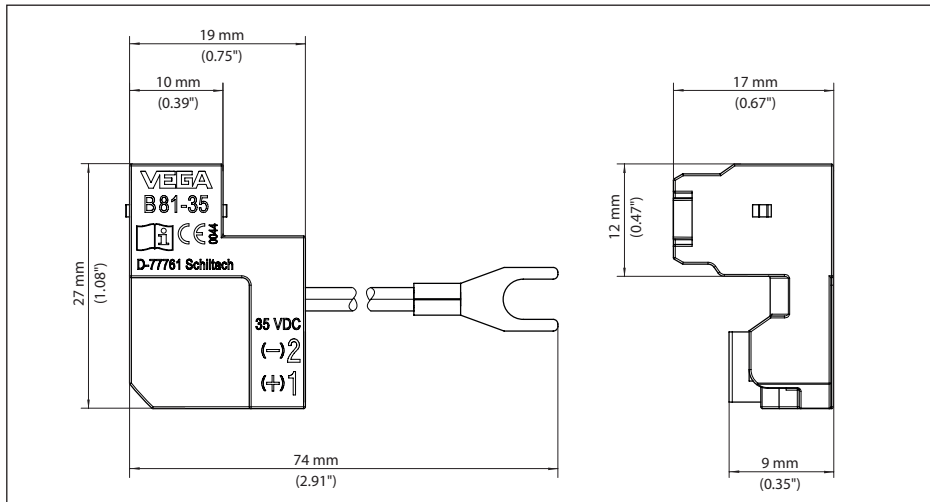 19 mm
(0.75")
10 mm
(0.39")
17 mm
(0.67")
27 mm
(1.08")
12 mm
(0.47")
VEGA
B81-35
i CE 0044
D-77761 Schiltach
35 VDC
(−)2
(+)1
74 mm
(2.91")
9 mm
(0.35")